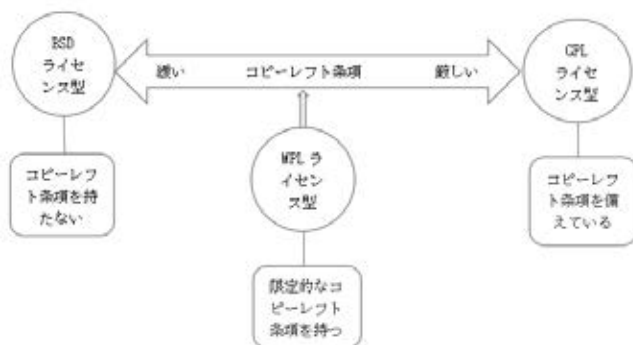 BSD
ライセ
ンス型
緩い コピーレフト条項 厳しい
GPL
ライセ
ンス型
MPL ラ
イセン
ス型
コピーレフ
ト条項を持
たない
コピーレフ
ト条項を備
えている
限定的なコ
ピーレフト
条項を持つ